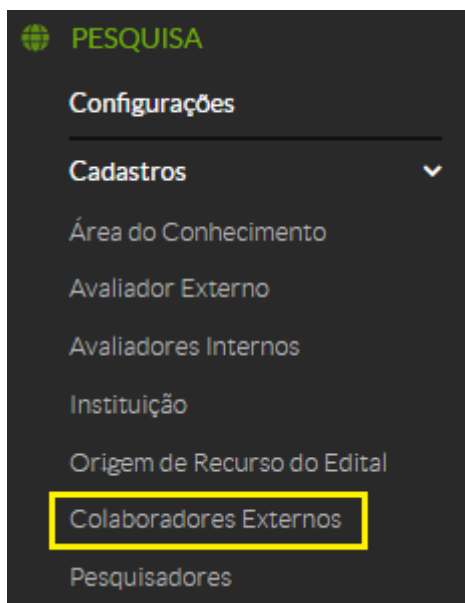 PESQUISA
Configurações
Cadastros
Área do Conhecimento
Avaliador Externo
Avaliadores Internos
Instituição
Origem de Recurso do Edital
Colaboradores Externos
Pesquisadores